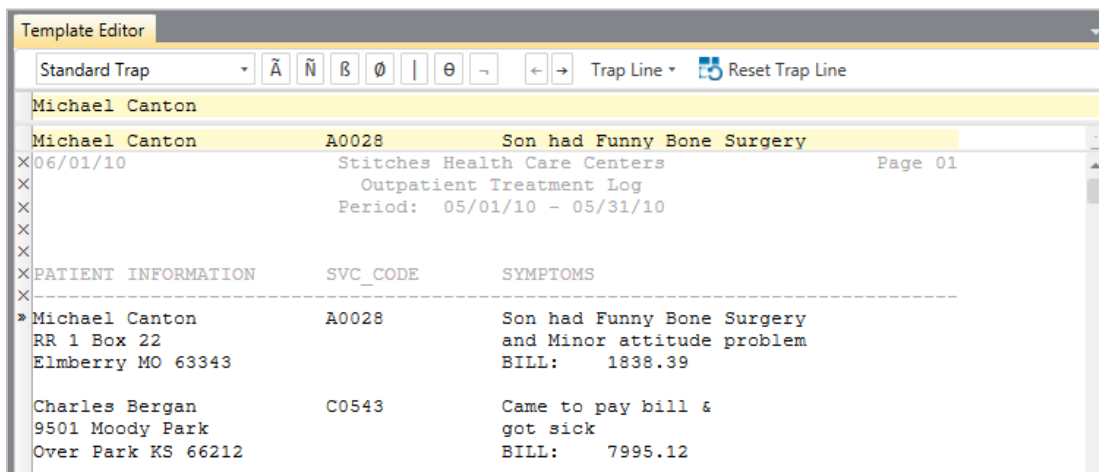 Template Editor
Standard Trap Ã Ñ ß Ø | ɵ ¬ ← → Trap Line Reset Trap Line
Michael Canton
Michael Canton A0028 Son had Funny Bone Surgery
06/01/10 Stitches Health Care Centers Page 01
Outpatient Treatment Log
Period: 05/01/10 - 05/31/10
PATIENT INFORMATION SVC_CODE SYMPTOMS
--------------------------------------------------------------------------------
» Michael Canton A0028 Son had Funny Bone Surgery
RR 1 Box 22 and Minor attitude problem
Elmberry MO 63343 BILL: 1838.39
Charles Bergan C0543 Came to pay bill &
9501 Moody Park got sick
Over Park KS 66212 BILL: 7995.12